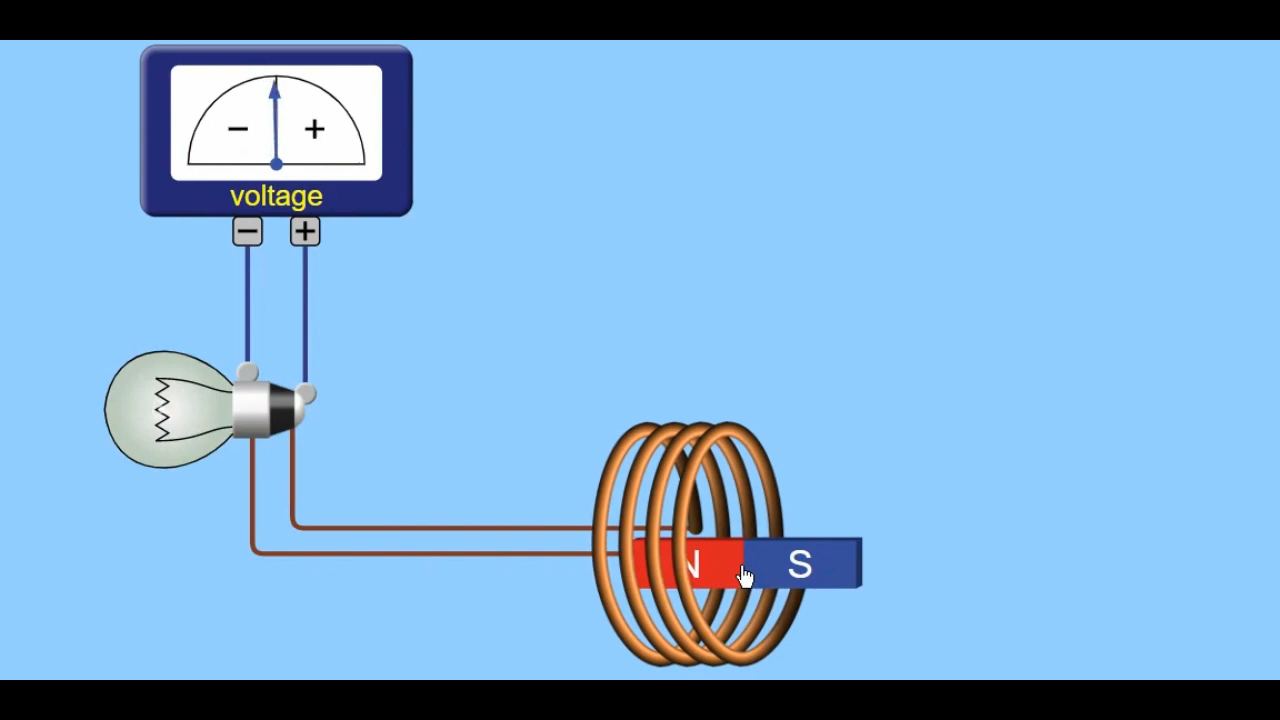 − +
voltage
− +
N S